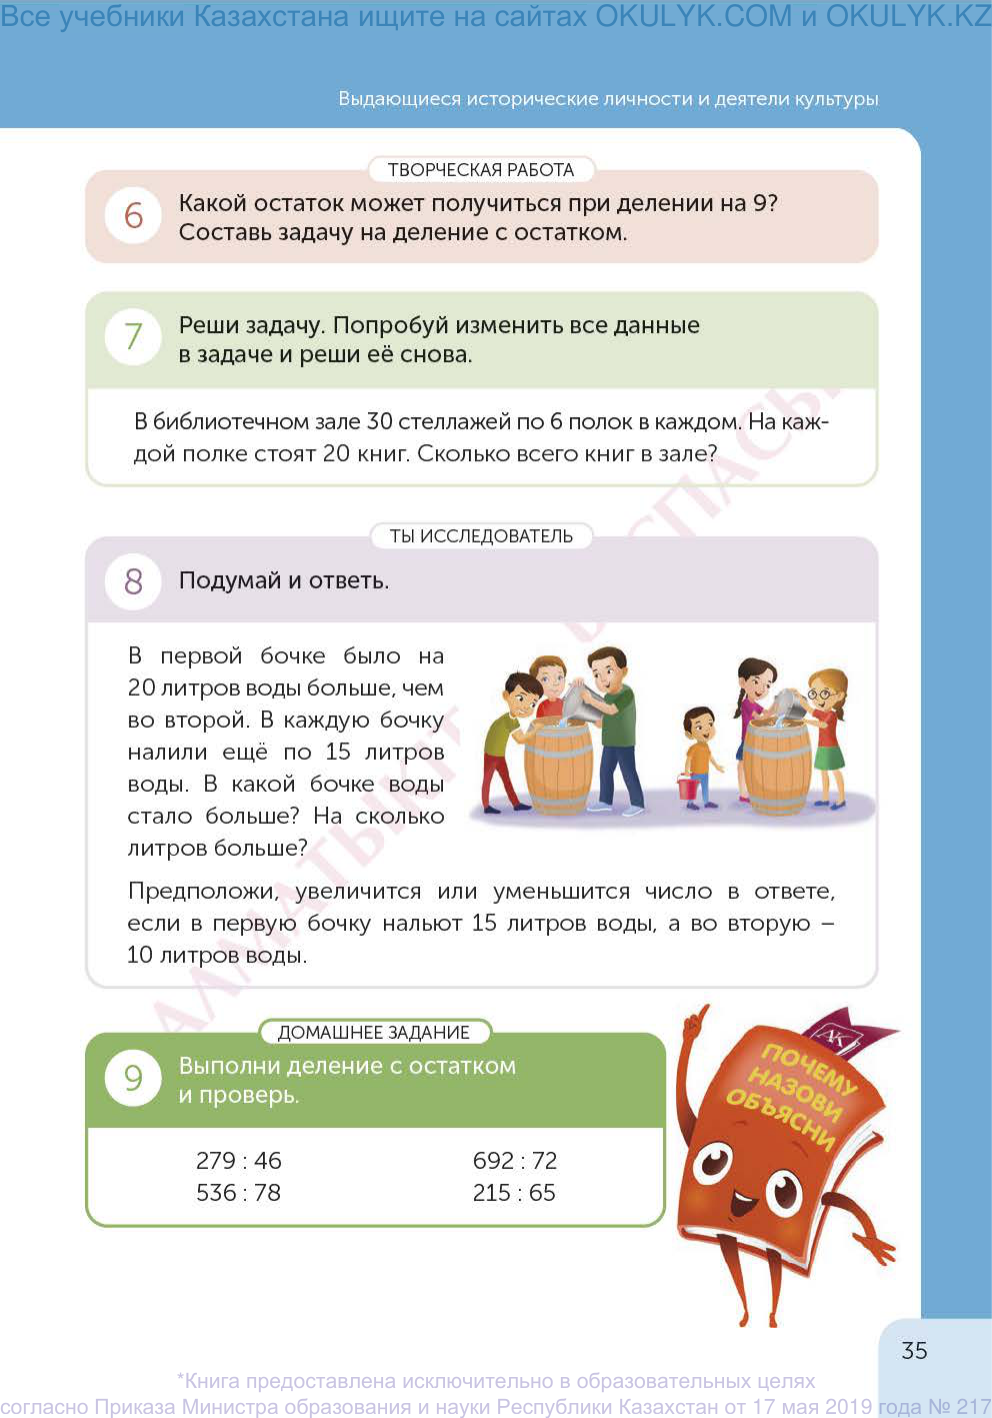 Все учебники Казахстана ищите на сайтах OKULYK.COM и OKULYK.KZ
Выдающиеся исторические личности и деятели культуры
ТВОРЧЕСКАЯ РАБОТА
6
Какой остаток может получиться при делении на 9?
Составь задачу на деление с остатком.
7
Реши задачу. Попробуй изменить все данные
в задаче и реши её снова.
В библиотечном зале 30 стеллажей по 6 полок в каждом. На каж-
дой полке стоят 20 книг. Сколько всего книг в зале?
ТЫ ИССЛЕДОВАТЕЛЬ
8
Подумай и ответь.
В первой бочке было на
20 литров воды больше, чем
во второй. В каждую бочку
налили ещё по 15 литров
воды. В какой бочке воды
стало больше? На сколько
литров больше?
Предположи, увеличится или уменьшится число в ответе,
если в первую бочку нальют 15 литров воды, а во вторую –
10 литров воды.
ДОМАШНЕЕ ЗАДАНИЕ
9
Выполни деление с остатком
и проверь.
279 : 46
692 : 72
536 : 78
215 : 65
АК
ПОЧЕМУ
НАЗОВИ
ОБЪЯСНИ
35
*Книга предоставлена исключительно в образовательных целях
согласно Приказа Министра образования и науки Республики Казахстан от 17 мая 2019 года № 217